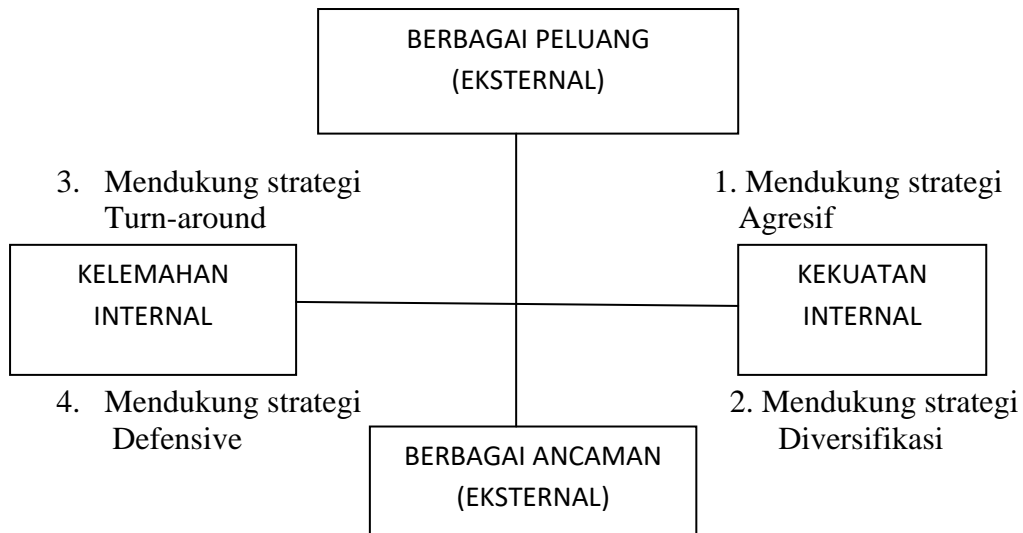 BERBAGAI PELUANG
(EKSTERNAL)
3. Mendukung strategi
Turn-around
1. Mendukung strategi
Agresif
KELEMAHAN
INTERNAL
KEKUATAN
INTERNAL
4. Mendukung strategi
Defensive
2. Mendukung strategi
Diversifikasi
BERBAGAI ANCAMAN
(EKSTERNAL)